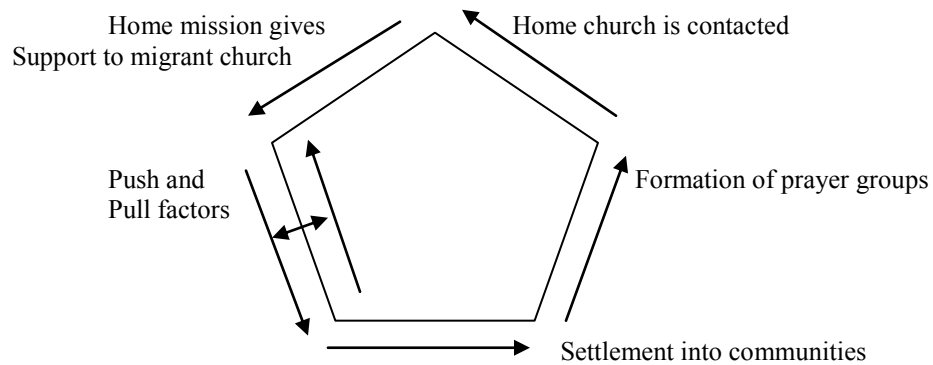 Home mission gives
Support to migrant church
Home church is contacted
Push and
Pull factors
Formation of prayer groups
Settlement into communities